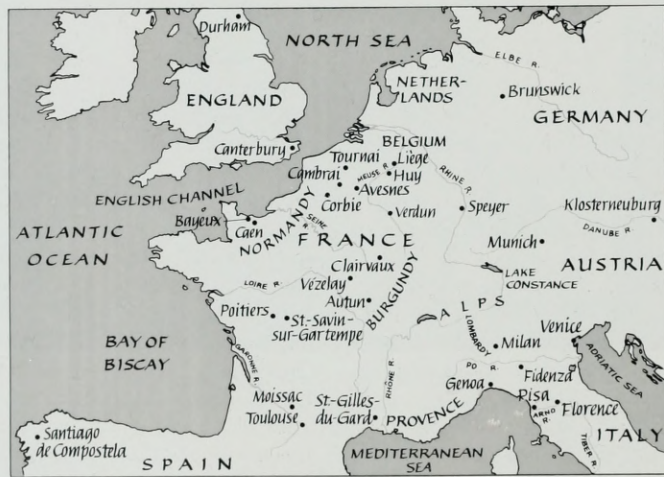 Durham
NORTH SEA
ELBE R.
NETHER-
LANDS
Brunswick
ENGLAND
GERMANY
Canterbury
BELGIUM
Tournai
Liège
Cambrai
MEUSE R.
Huy
RHINE R.
Avesnes
ENGLISH CHANNEL
Corbie
Bayeux
Caen
NORMANDY
SEINE R.
Verdun
Speyer
Klosterneuburg
ATLANTIC
OCEAN
FRANCE
Munich
DANUBE R.
Clairvaux
AUSTRIA
LAKE
CONSTANCE
LOIRE R.
Vézelay
Autun
BURGUNDY
ALPS
Poitiers
St.-Savin-
sur-Gartempe
LOMBARDY
Milan
Venice
BAY OF
BISCAY
GARONNE R.
RHÔNE R.
PO R.
ADRIATIC SEA
Genoa
Fidenza
Moissac
St-Gilles-
du-Gard
Pisa
Toulouse
PROVENCE
ARNO
R.
Florence
Santiago
de Compostela
TIBER R.
ITALY
SPAIN
MEDITERRANEAN
SEA